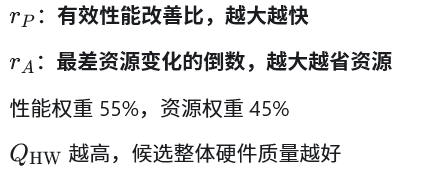 r_P：有效性能改善比，越大越快
r_A：最差资源变化的倒数，越大越省资源
性能权重 55%，资源权重 45%
Q_HW 越高，候选整体硬件质量越好